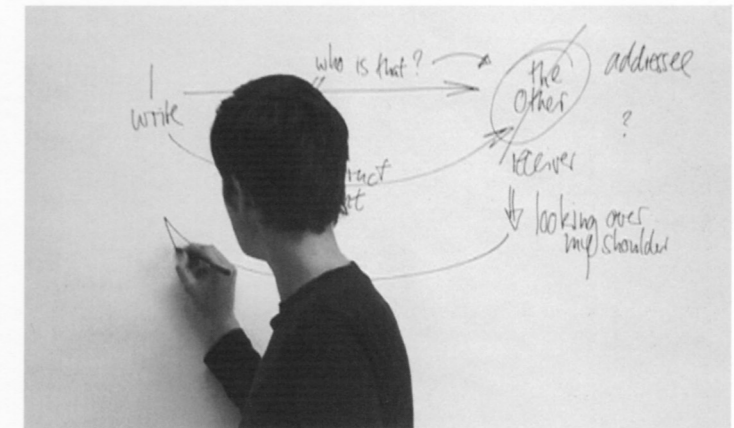 who is that?
addressee
I
write
the
Other
?
receiver
looking over
my shoulder